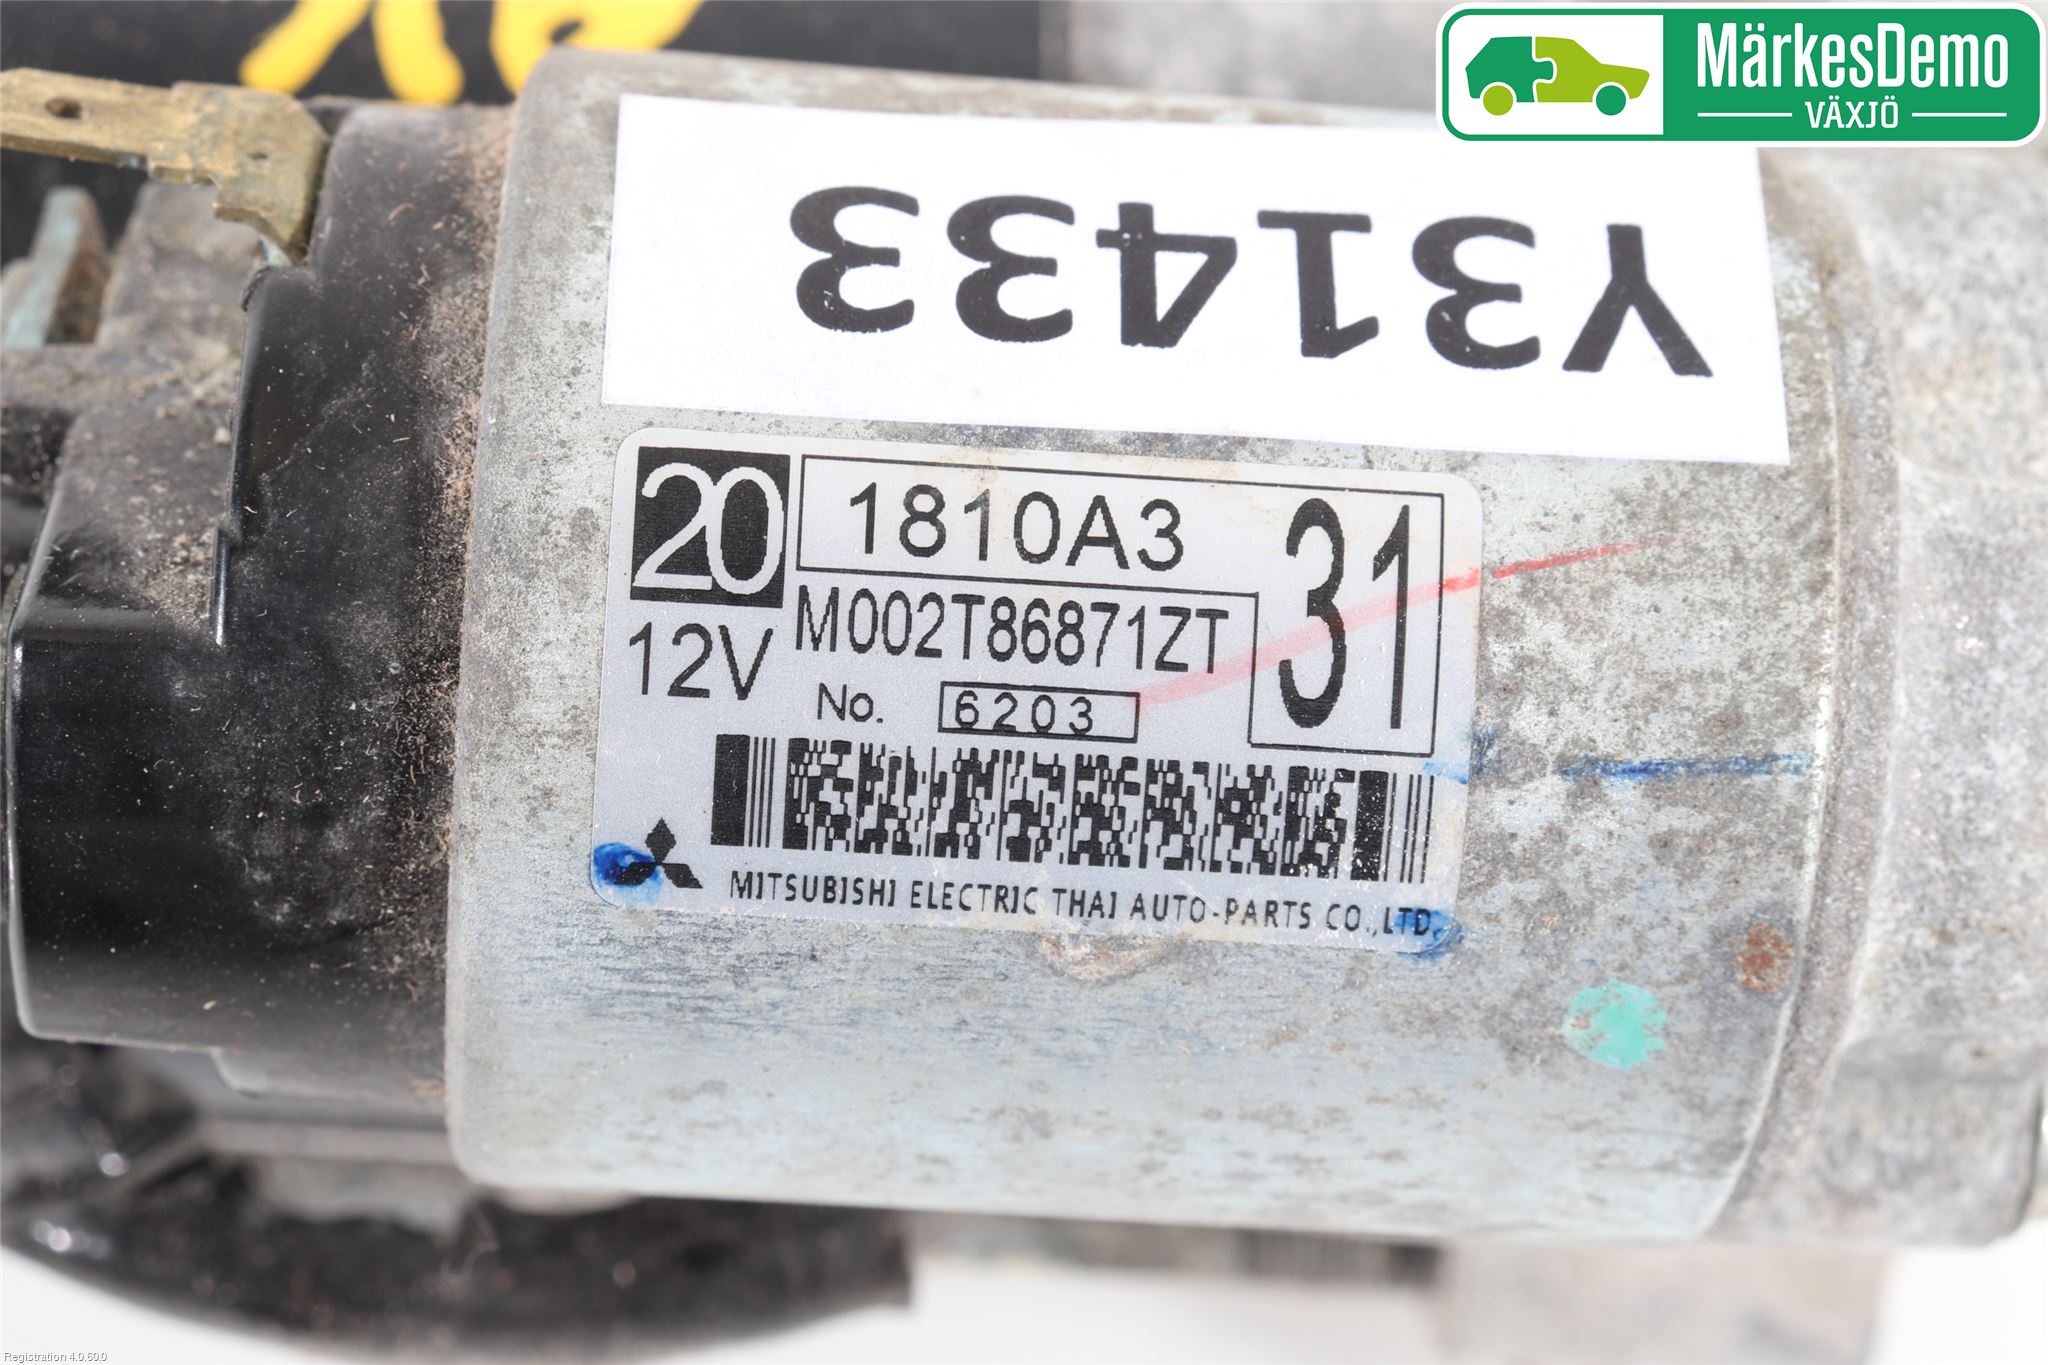 MärkesDemo
VÄXJÖ
Y31433
20
1810A3
31
M002T86871ZT
12V
No. 6203
MITSUBISHI ELECTRIC THAI AUTO-PARTS CO.,LTD.
Registration 4.0.60.0